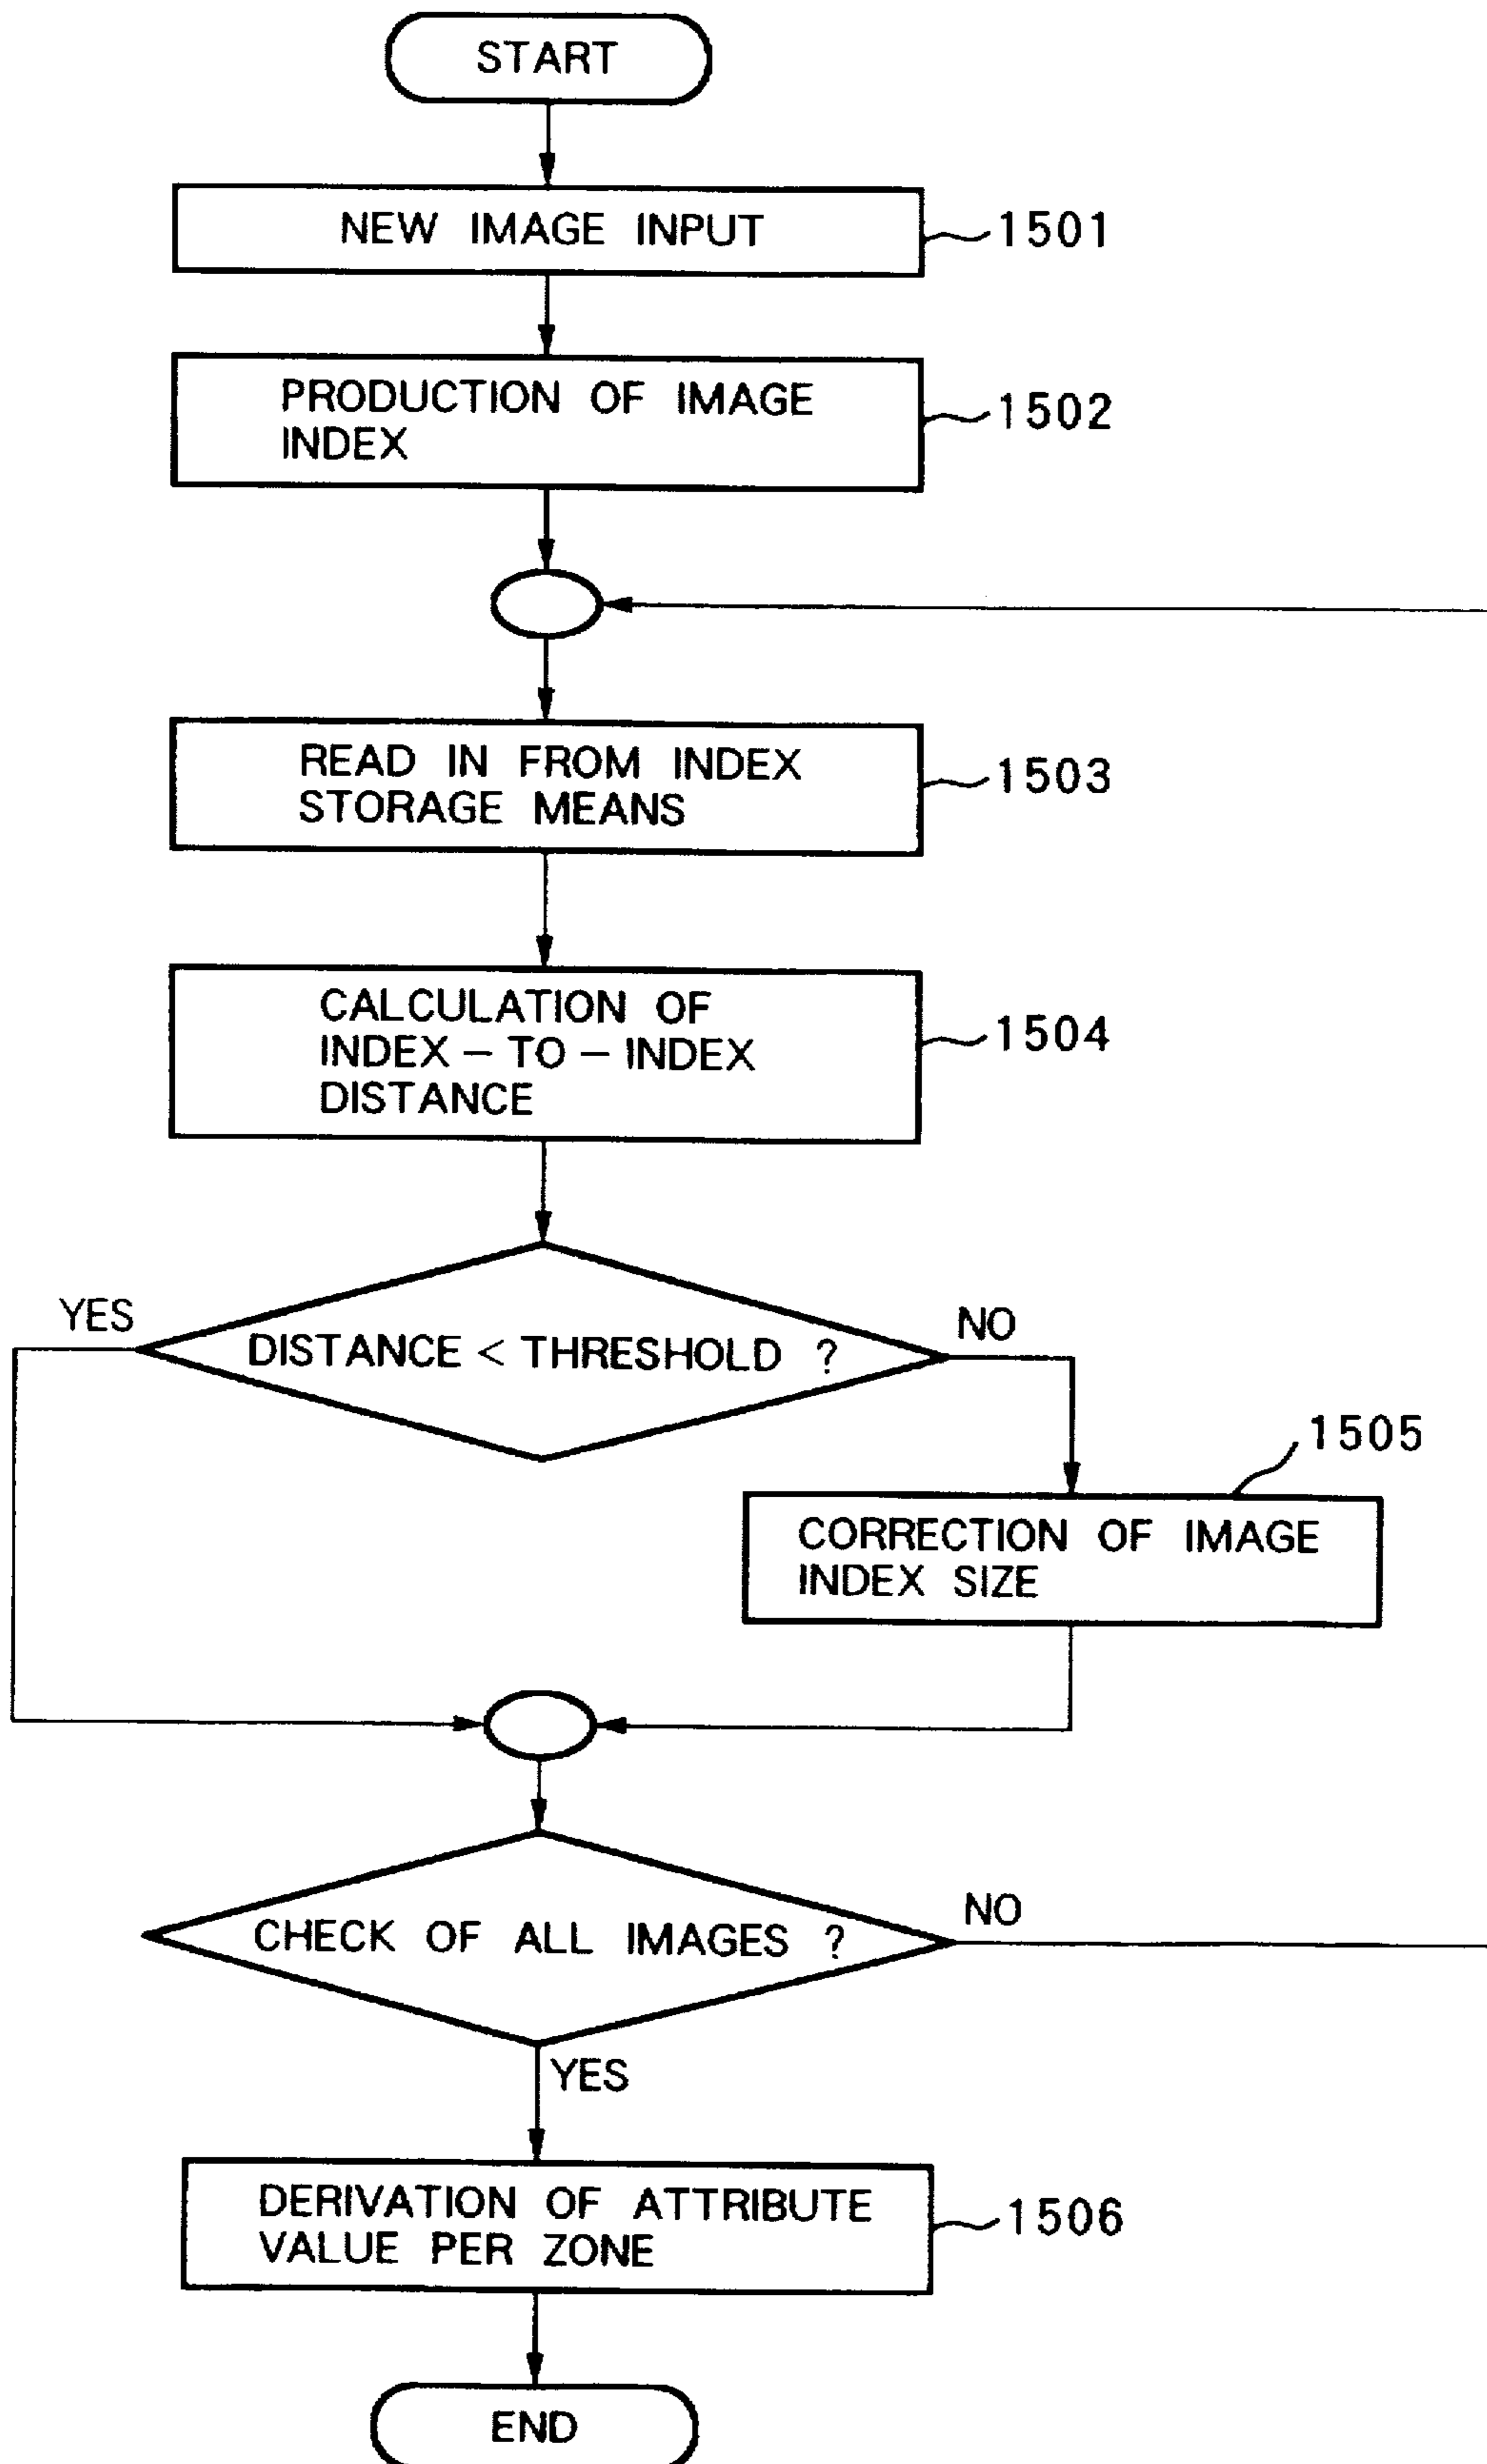 START
NEW IMAGE INPUT
1501
PRODUCTION OF IMAGE
INDEX
1502
READ IN FROM INDEX
STORAGE MEANS
1503
CALCULATION OF
INDEX-TO-INDEX
DISTANCE
1504
YES
DISTANCE < THRESHOLD ?
NO
1505
CORRECTION OF IMAGE
INDEX SIZE
CHECK OF ALL IMAGES ?
NO
YES
DERIVATION OF ATTRIBUTE
VALUE PER ZONE
1506
END